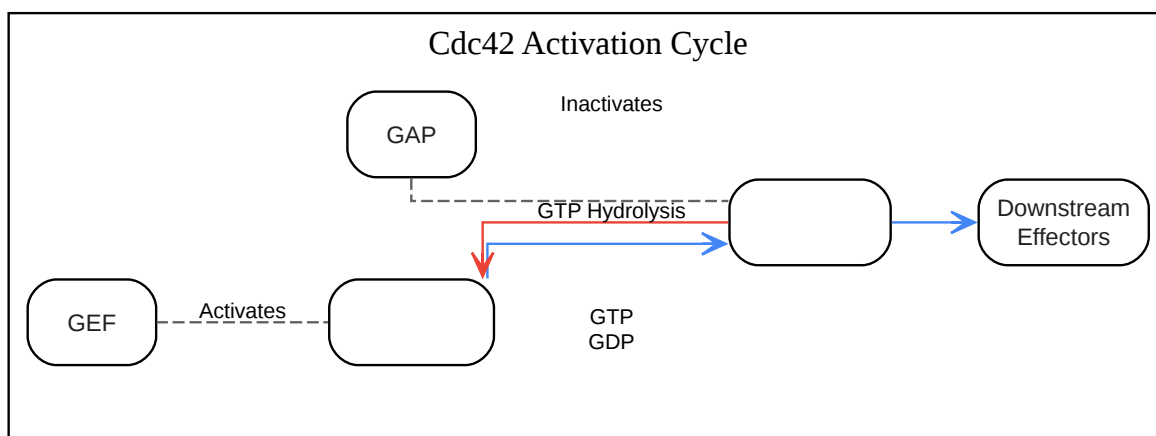 Cdc42 Activation Cycle
Inactivates
GAP
GTP Hydrolysis
Downstream
Effectors
GEF
Activates
GTP
GDP